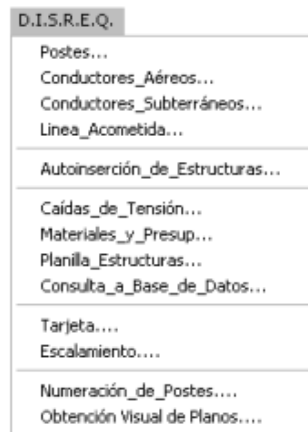 D.I.S.R.E.Q.
Postes...
Conductores_Aéreos...
Conductores_Subterráneos...
Linea_Acometida...
Autoinserción_de_Estructuras...
Caídas_de_Tensión...
Materiales_y_Presup...
Planilla_Estructuras...
Consulta_a_Base_de_Datos...
Tarjeta....
Escalamiento....
Numeración_de_Postes....
Obtención Visual de Planos....